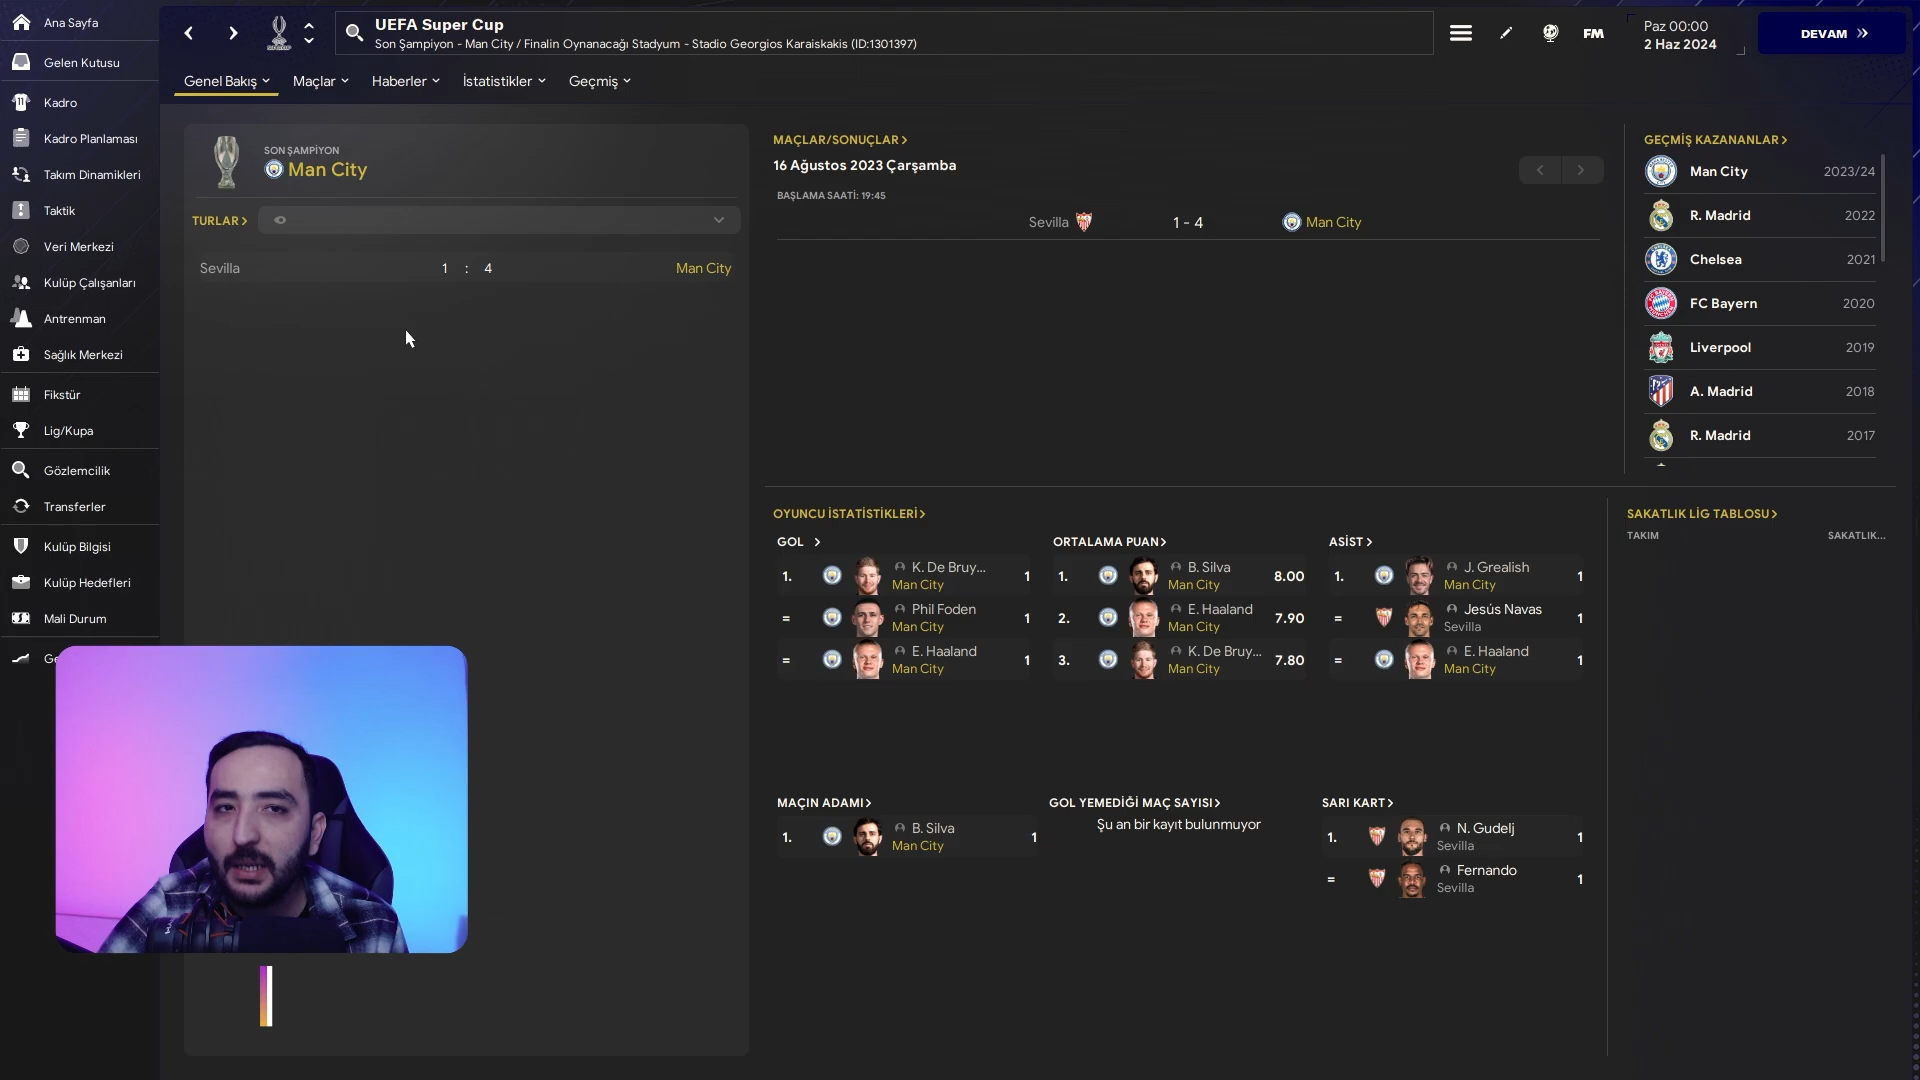 Ana Sayfa
Gelen Kutusu
Kadro
Kadro Planlaması
Takım Dinamikleri
Taktik
Veri Merkezi
Kulüp Çalışanları
Antrenman
Sağlık Merkezi
Fikstür
Lig/Kupa
Gözlemcilik
Transferler
Kulüp Bilgisi
Kulüp Hedefleri
Mali Durum
UEFA Super Cup
Son Şampiyon - Man City / Finalin Oynanacağı Stadyum - Stadio Georgios Karaiskakis (ID:1301397)
FM
Paz 00:00
2 Haz 2024
DEVAM
Genel Bakış
Maçlar
Haberler
İstatistikler
Geçmiş
SON ŞAMPİYON
Man City
TURLAR
Sevilla 1 : 4 Man City
MAÇLAR/SONUÇLAR
16 Ağustos 2023 Çarşamba
BAŞLAMA SAATİ: 19:45
Sevilla 1 - 4 Man City
GEÇMİŞ KAZANANLAR
Man City 2023/24
R. Madrid 2022
Chelsea 2021
FC Bayern 2020
Liverpool 2019
A. Madrid 2018
R. Madrid 2017
OYUNCU İSTATİSTİKLERİ
GOL
1. K. De Bruy... 1
Man City
= Phil Foden 1
Man City
= E. Haaland 1
Man City
ORTALAMA PUAN
1. B. Silva 8.00
Man City
2. E. Haaland 7.90
Man City
3. K. De Bruy... 7.80
Man City
ASİST
1. J. Grealish 1
Man City
= Jesús Navas 1
Sevilla
= E. Haaland 1
Man City
MAÇIN ADAMI
1. B. Silva 1
Man City
GOL YEMEDİĞİ MAÇ SAYISI
Şu an bir kayıt bulunmuyor
SARI KART
1. N. Gudelj 1
Sevilla
= Fernando 1
Sevilla
SAKATLIK LİG TABLOSU
TAKIM SAKATLIK...